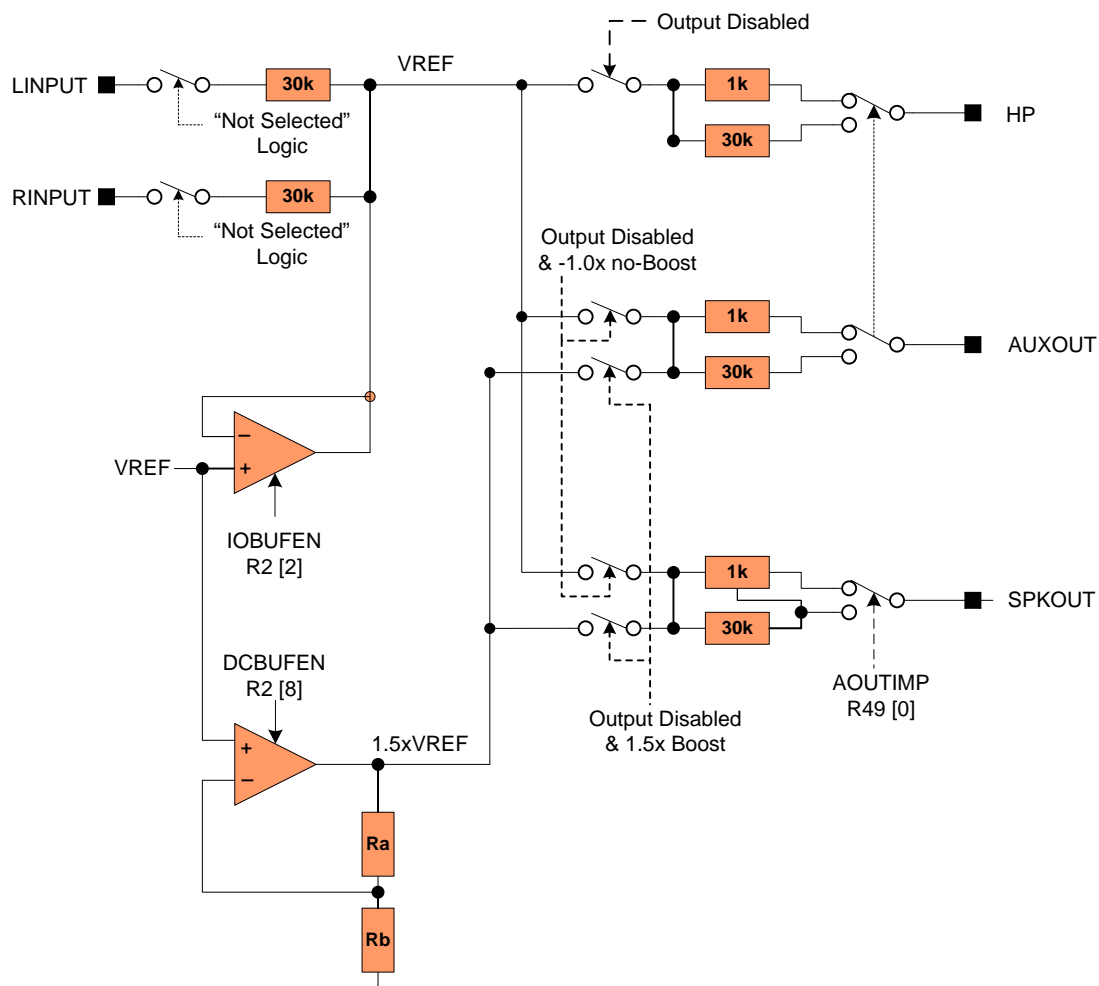 Output Disabled
LINPUT
30k
VREF
1k
HP
"Not Selected"
Logic
30k
RINPUT
30k
"Not Selected"
Logic
Output Disabled
& -1.0x no-Boost
1k
AUXOUT
30k
VREF
−
+
IOBUFEN
R2 [2]
1k
SPKOUT
30k
DCBUFEN
R2 [8]
AOUTIMP
R49 [0]
Output Disabled
& 1.5x Boost
1.5xVREF
+
−
Ra
Rb